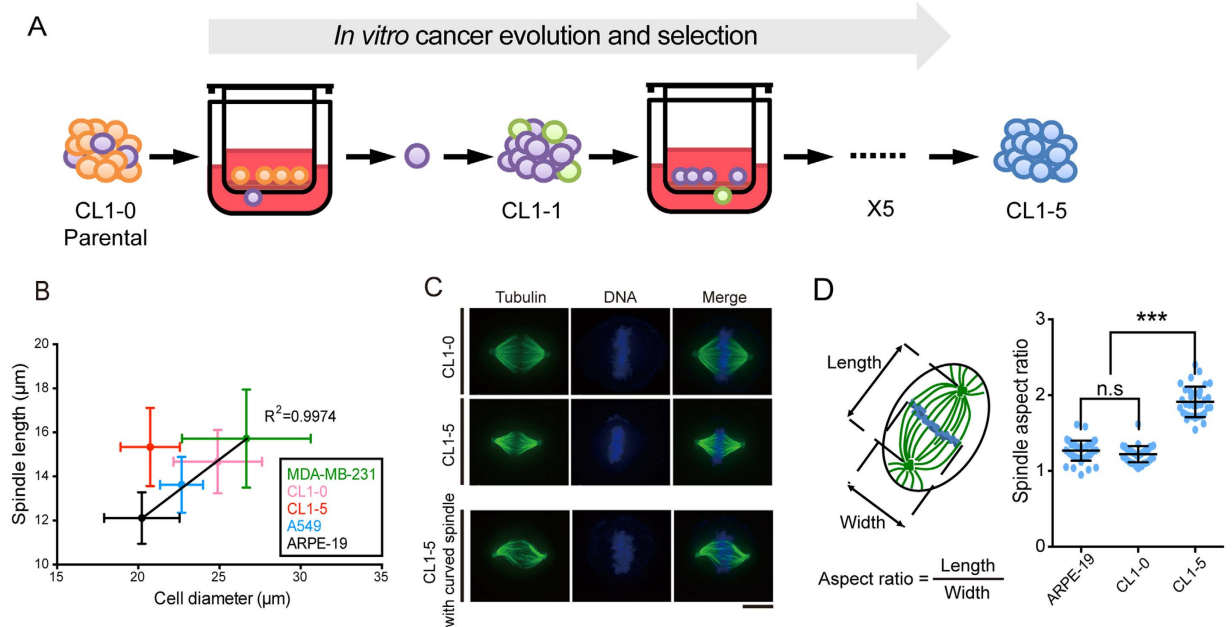 A
In vitro cancer evolution and selection
CL1-0
Parental
CL1-1
X5
CL1-5
B
Spindle length (µm)
20
18
16
14
12
10
15
20
25
30
35
Cell diameter (µm)
R²=0.9974
MDA-MB-231
CL1-0
CL1-5
A549
ARPE-19
C
Tubulin
DNA
Merge
CL1-0
CL1-5
CL1-5
with curved spindle
D
Length
Width
Aspect ratio = Length
Width
Spindle aspect ratio
3
2
1
0
***
n.s
ARPE-19
CL1-0
CL1-5